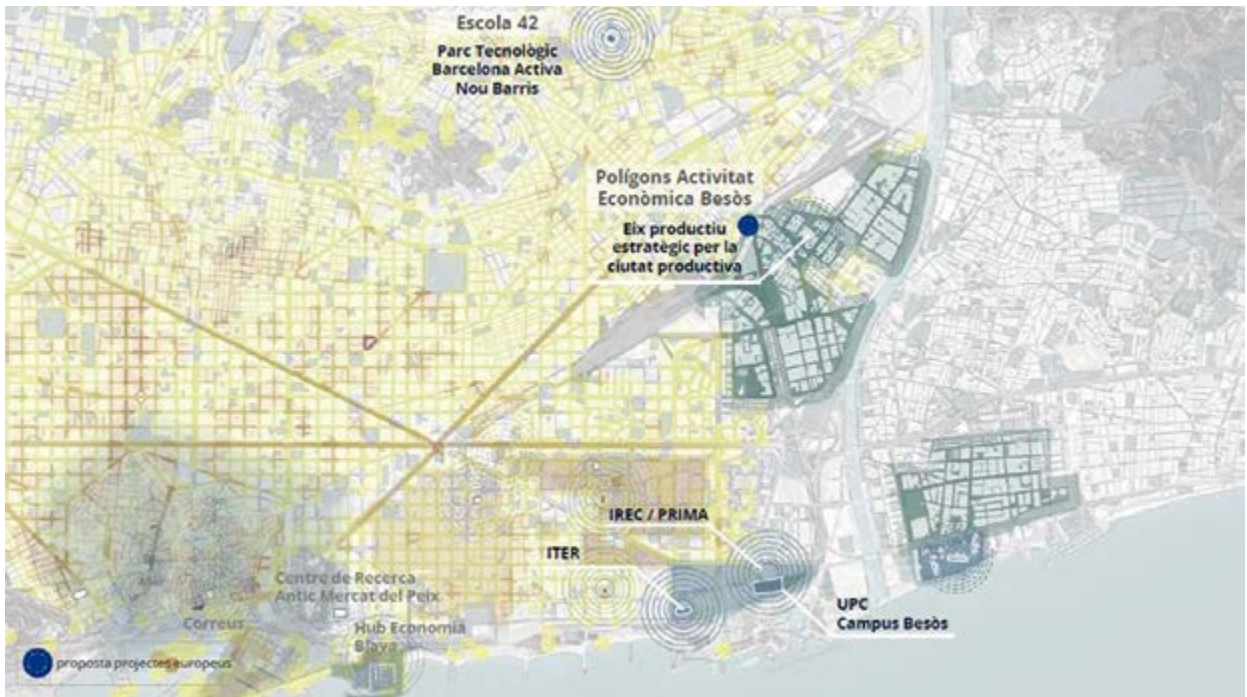 Escola 42
Parc Tecnològic
Barcelona Activa
Nou Barris
Polígons Activitat
Econòmica Besòs
Eix productiu
estratègic per la
ciutat productiva
IREC / PRIMA
ITER
Centre de Recerca
Antic Mercat del Peix
Correus
Hub Economia
Blava
UPC
Campus Besòs
proposta projectes europeus